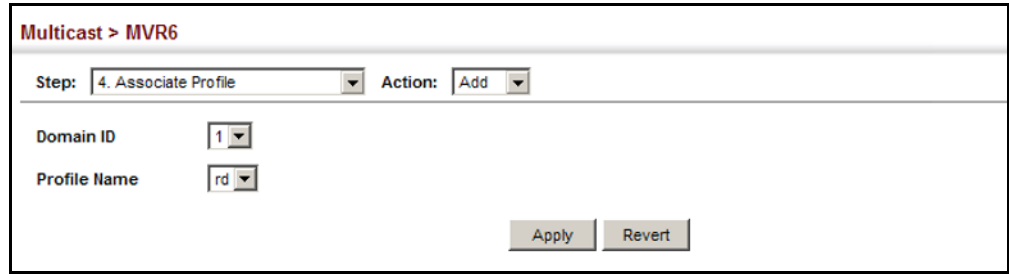 Multicast > MVR6
Step: 4. Associate Profile Action: Add
Domain ID 1
Profile Name rd
Apply Revert